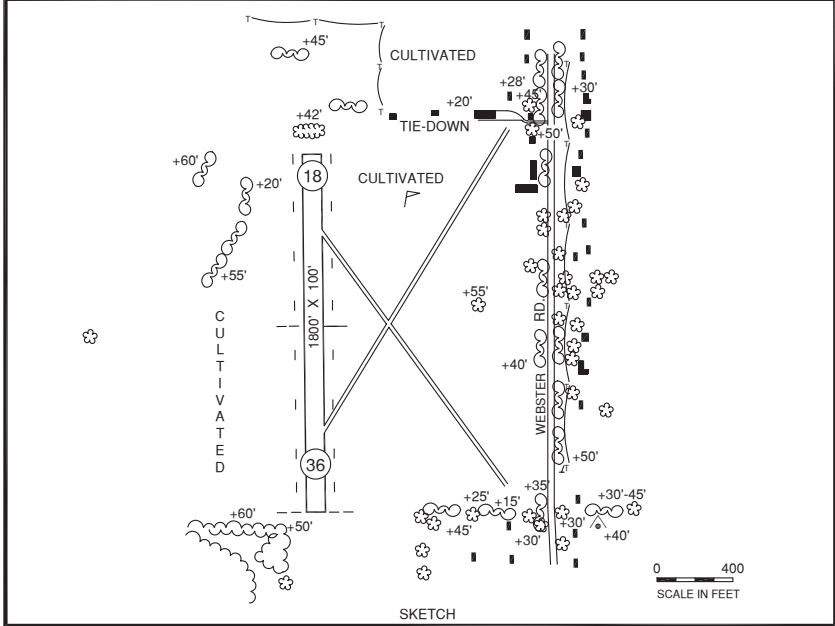 T T T
+45'
CULTIVATED
T
+28'
T
+30'
+45'
+20'
T
+42'
TIE-DOWN
+50'
T
+60'
18
CULTIVATED
+20'
T
+55'
1800' X 100'
+55'
RD.
T
CULTIVATED
+40'
WEBSTER
T
+50'
T
36
+35'
+25'
+15'
+30'-45'
+60'
+50'
+45'
+30'
+30'
+40'
0 400
SCALE IN FEET
SKETCH